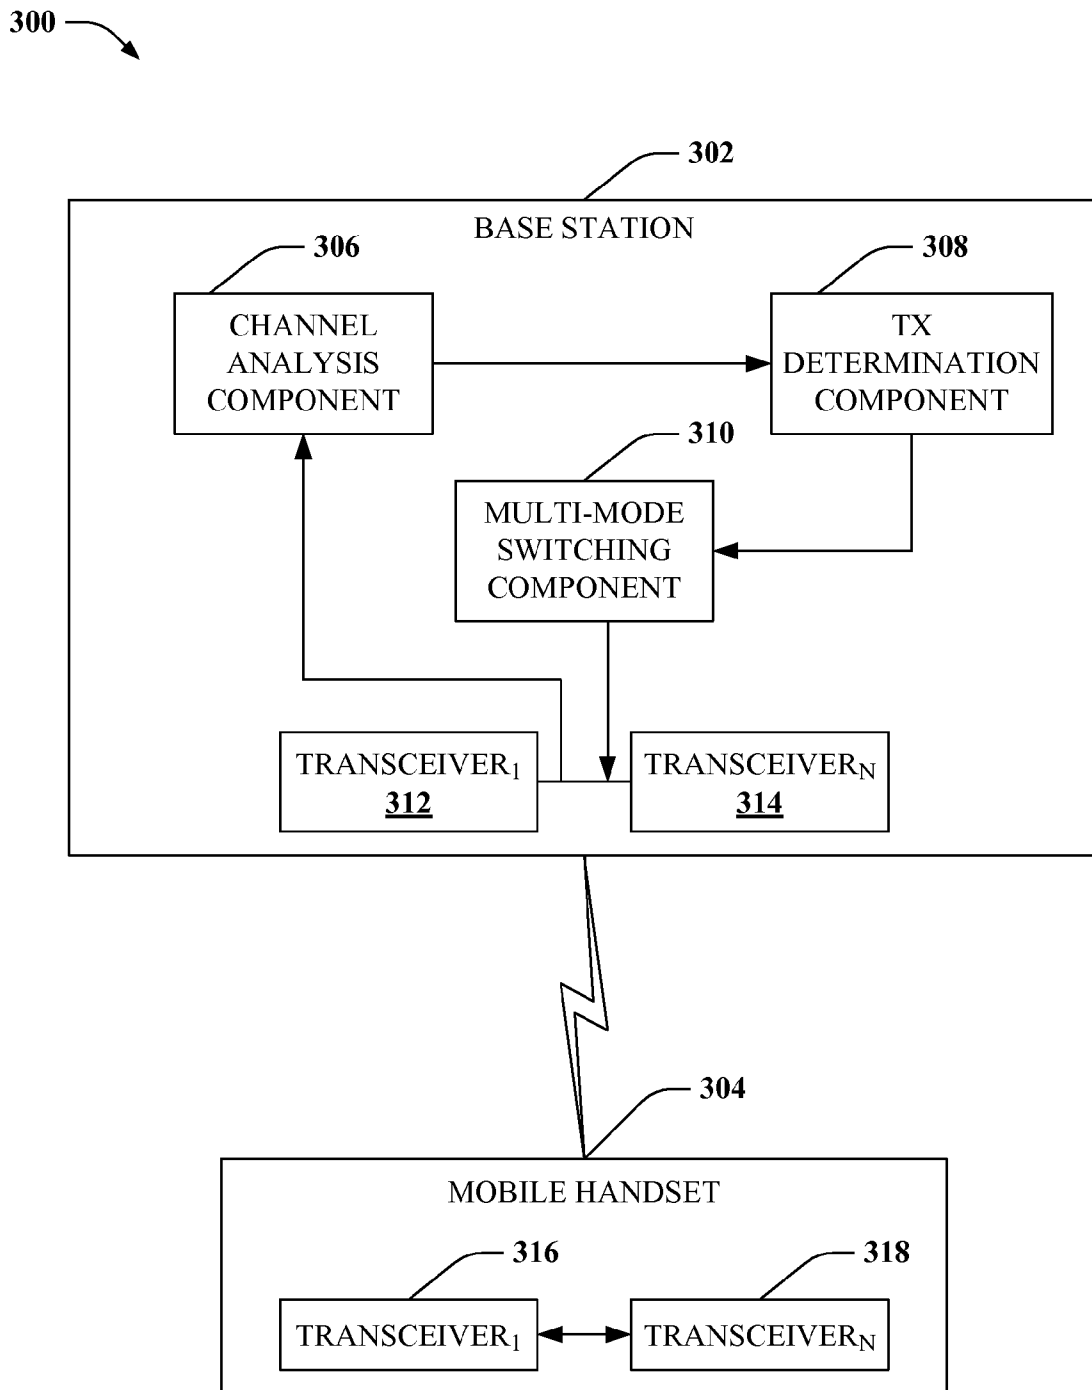 300
302
BASE STATION
306
308
CHANNEL
ANALYSIS
COMPONENT
TX
DETERMINATION
COMPONENT
310
MULTI-MODE
SWITCHING
COMPONENT
TRANSCEIVER1
312
TRANSCEIVERN
314
304
MOBILE HANDSET
316
318
TRANSCEIVER1
TRANSCEIVERN